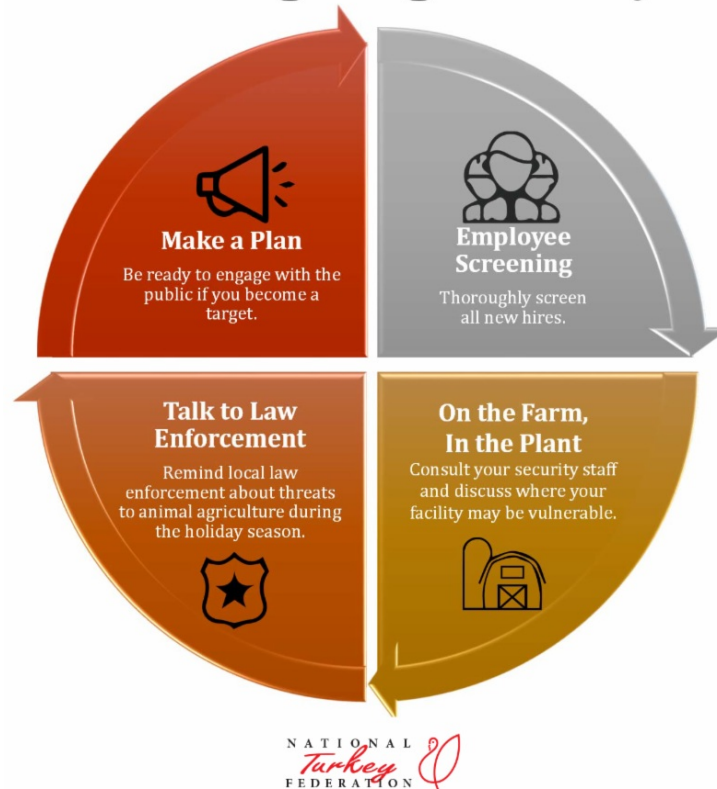 Make a Plan
Be ready to engage with the
public if you become a
target.
Employee
Screening
Thoroughly screen
all new hires.
Talk to Law
Enforcement
Remind local law
enforcement about threats
to animal agriculture during
the holiday season.
On the Farm,
In the Plant
Consult your security staff
and discuss where your
facility may be vulnerable.
NATIONAL
Turkey
FEDERATION